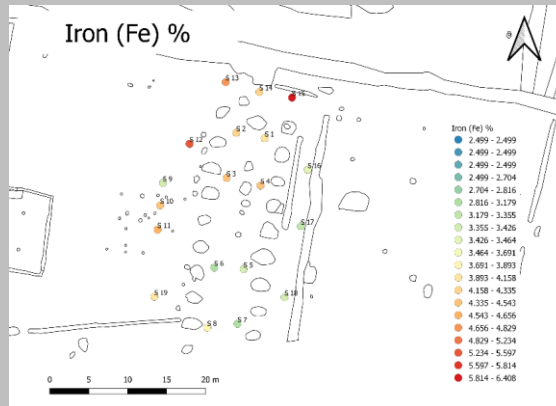 Iron (Fe) %
S 13
S 14
S 15
S 2
S 1
S 12
S 16
S 3
S 4
S 9
S 10
S 11
S 17
S 6
S 5
S 19
S 18
S 8
S 7
Iron (Fe) %
2.499 - 2.499
2.499 - 2.499
2.499 - 2.499
2.499 - 2.704
2.704 - 2.816
2.816 - 3.179
3.179 - 3.355
3.355 - 3.426
3.426 - 3.464
3.464 - 3.691
3.691 - 3.893
3.893 - 4.158
4.158 - 4.335
4.335 - 4.543
4.543 - 4.656
4.656 - 4.829
4.829 - 5.234
5.234 - 5.597
5.597 - 5.814
5.814 - 6.408
0 5 10 15 20 m